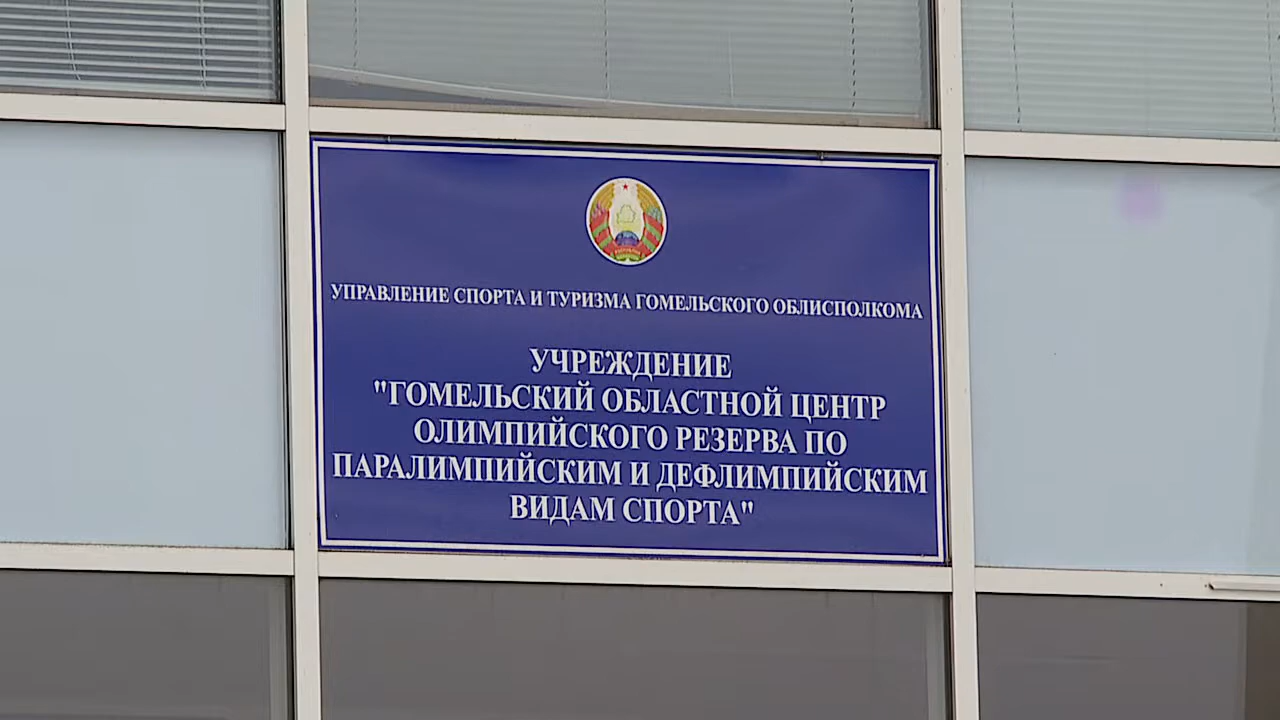 УПРАВЛЕНИЕ СПОРТА И ТУРИЗМА ГОМЕЛЬСКОГО ОБЛИСПОЛКОМА
УЧРЕЖДЕНИЕ
"ГОМЕЛЬСКИЙ ОБЛАСТНОЙ ЦЕНТР
ОЛИМПИЙСКОГО РЕЗЕРВА ПО
ПАРАЛИМПИЙСКИМ И ДЕФЛИМПИЙСКИМ
ВИДАМ СПОРТА"